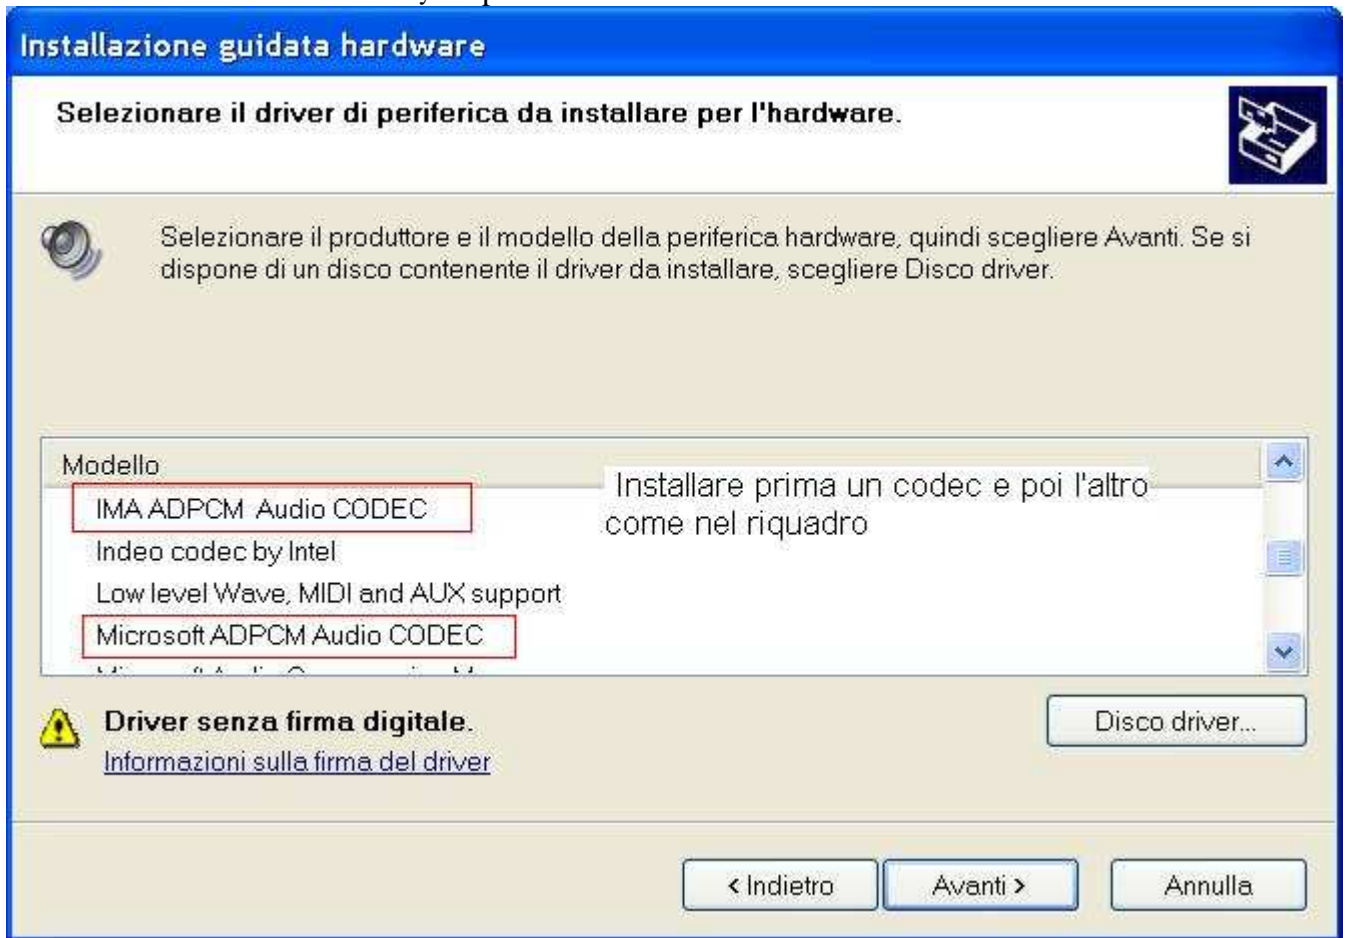 Installazione guidata hardware
Selezionare il driver di periferica da installare per l'hardware.
Selezionare il produttore e il modello della periferica hardware, quindi scegliere Avanti. Se si
dispone di un disco contenente il driver da installare, scegliere Disco driver.
Modello
Installare prima un codec e poi l'altro
come nel riquadro
IMA ADPCM Audio CODEC
Indeo codec by Intel
Low level Wave, MIDI and AUX support
Microsoft ADPCM Audio CODEC
Driver senza firma digitale.
Disco driver...
Informazioni sulla firma del driver
< Indietro
Avanti >
Annulla